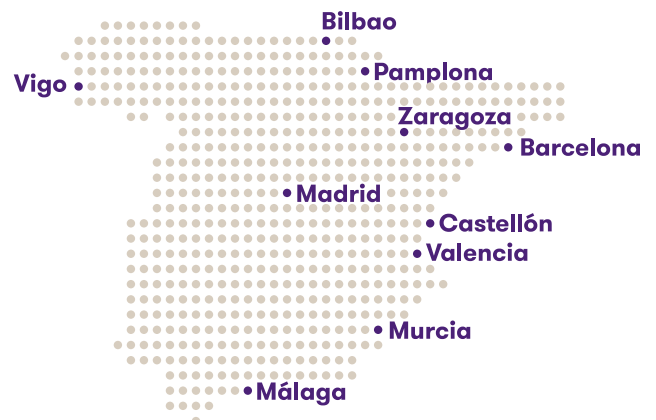 Bilbao
Pamplona
Vigo
Zaragoza
Barcelona
Madrid
Castellón
Valencia
Murcia
Málaga